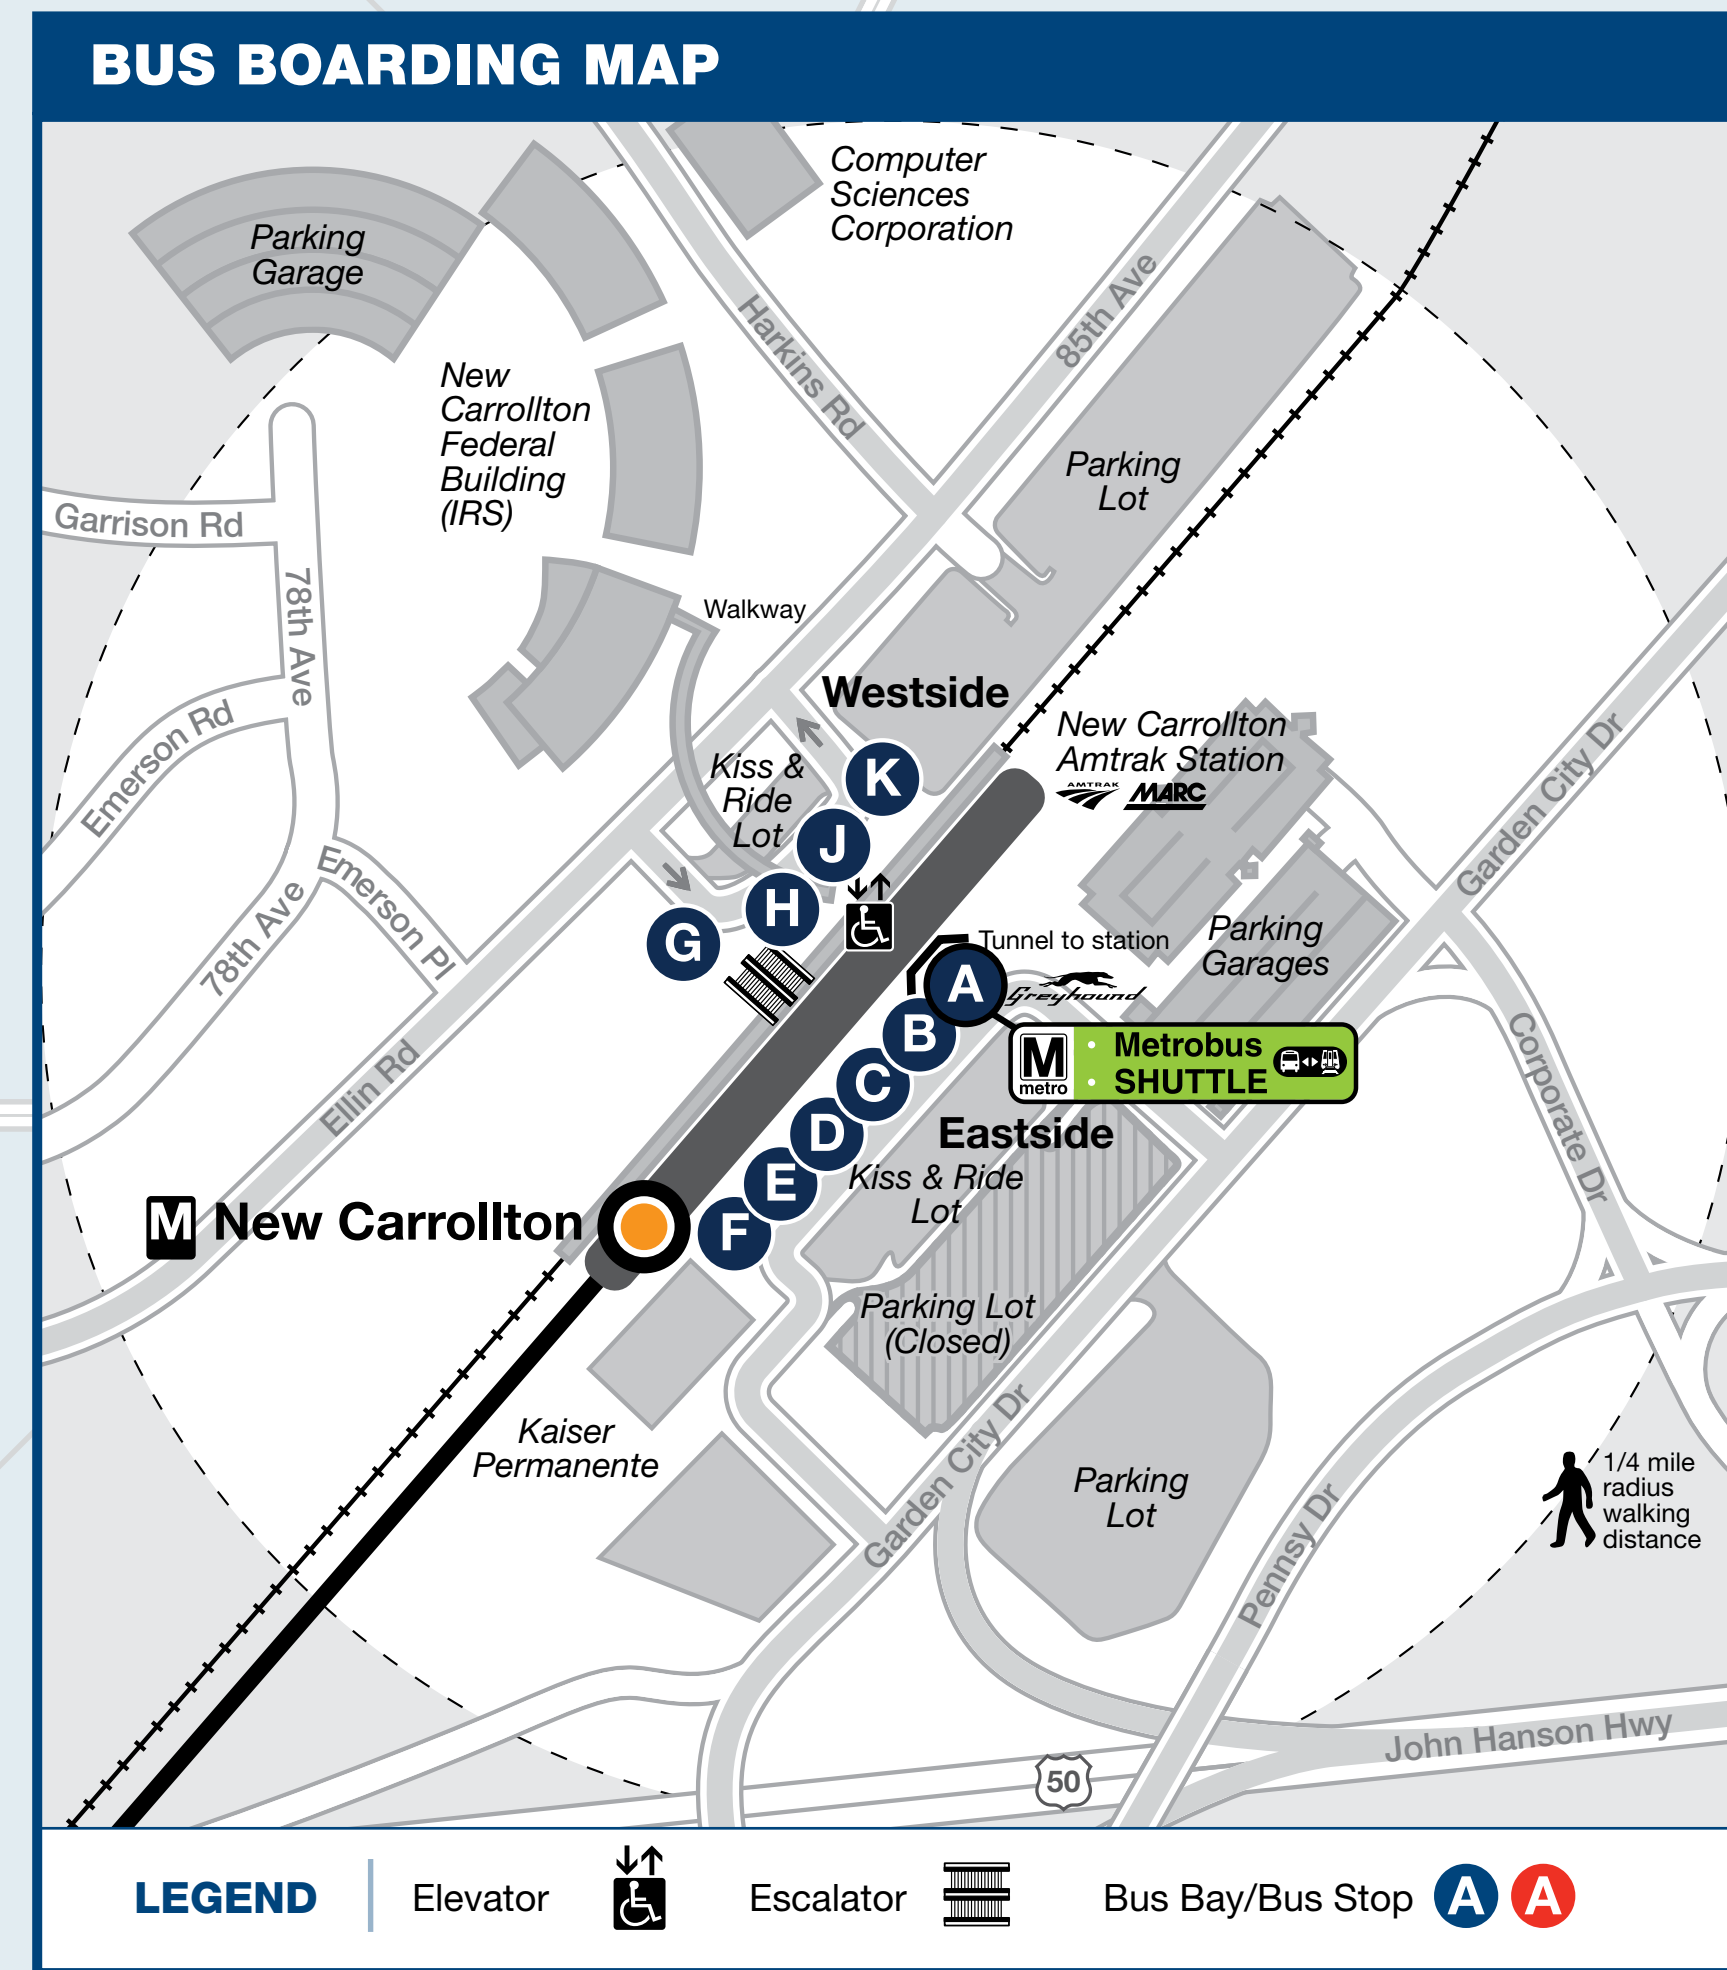 BUS BOARDING MAP
Computer
Sciences
Corporation
Parking
Garage
Harkins Rd
85th Ave
New
Carrollton
Federal
Building
(IRS)
Parking
Lot
Garrison Rd
78th Ave
Walkway
Emerson Rd
Westside
New Carrollton
Amtrak Station
AMTRAK
MARC
Garden City Dr
Kiss &
Ride
Lot
K
J
H
G
Emerson Pl
78th Ave
Tunnel to station
Parking
Garages
A
Greyhound
B
M
metro
• Metrobus
• SHUTTLE
C
D
E
F
Eastside
Kiss & Ride
Lot
Corporate Dr
Ellin Rd
M
New Carrollton
Parking Lot
(Closed)
Kaiser
Permanente
Garden City Dr
Parking
Lot
Pennsy Dr
1/4 mile
radius
walking
distance
John Hanson Hwy
50
LEGEND
Elevator
Escalator
Bus Bay/Bus Stop
A
A